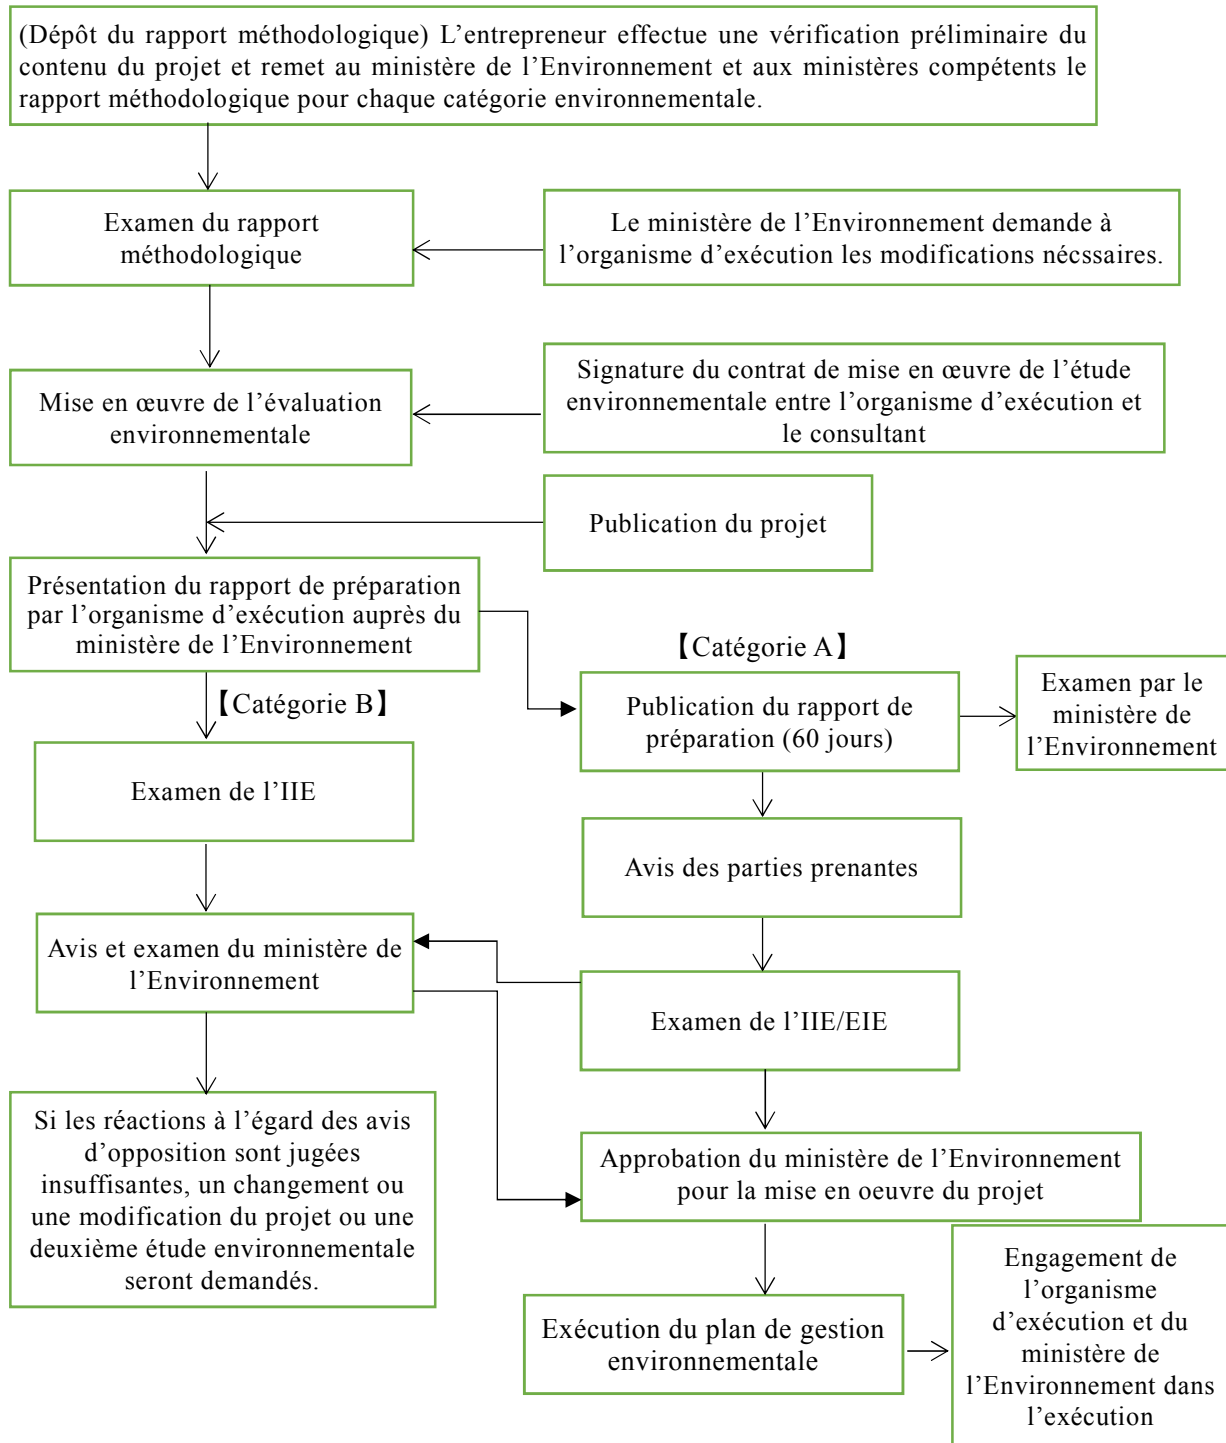 (Dépôt du rapport méthodologique) L’entrepreneur effectue une vérification préliminaire du
contenu du projet et remet au ministère de l’Environnement et aux ministères compétents le
rapport méthodologique pour chaque catégorie environnementale.
Examen du rapport
méthodologique
Le ministère de l’Environnement demande à
l’organisme d’exécution les modifications nécssaires.
Mise en œuvre de l’évaluation
environnementale
Signature du contrat de mise en œuvre de l’étude
environnementale entre l’organisme d’exécution et
le consultant
Publication du projet
Présentation du rapport de préparation
par l’organisme d’exécution auprès du
ministère de l’Environnement
【Catégorie A】
【Catégorie B】
Publication du rapport de
préparation (60 jours)
Examen par le
ministère de
l’Environnement
Examen de l’IIE
Avis des parties prenantes
Avis et examen du ministère de
l’Environnement
Examen de l’IIE/EIE
Si les réactions à l’égard des avis
d’opposition sont jugées
insuffisantes, un changement ou
une modification du projet ou une
deuxième étude environnementale
seront demandés.
Approbation du ministère de l’Environnement
pour la mise en oeuvre du projet
Exécution du plan de gestion
environnementale
Engagement de
l’organisme
d’exécution et du
ministère de
l’Environnement dans
l’exécution